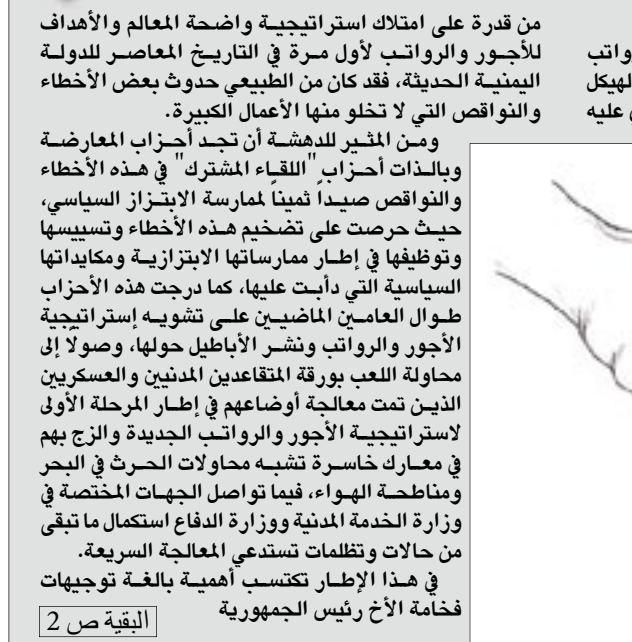 من قدرة على امتلاك استراتيجية واضحة المعالم والأهداف
للأجور والرواتب لأول مرة في التاريخ المعاصر للدولة
اليمنية الحديثة، فقد كان من الطبيعي حدوث بعض الأخطاء
والنواقص التي لا تخلو منها الأعمال الكبيرة.
ومن المثير للدهشة أن تجد أحزاب المعارضة
وبالذات أحزاب "اللقاء المشترك" في هذه الأخطاء
والنواقص صيداً ثميناً لممارسة الابتزاز السياسي،
حيث حرصت على تضخيم هذه الأخطاء وتسييسها
وتوظيفها في إطار ممارساتها الابتزازية ومكايداتها
السياسية التي دأبت عليها، كما درجت هذه الأحزاب
طوال العامين الماضيين على تشويه إستراتيجية
الأجور والرواتب ونشر الأباطيل حولها، وصولاً إلى
محاولة اللعب بورقة المتقاعدين المدنيين والعسكريين
الذين تمت معالجة أوضاعهم في إطار المرحلة الأولى
لاستراتيجية الأجور والرواتب الجديدة والزج بهم
في معارك خاسرة تشبه محاولات الحرث في البحر
ومناطحة الهواء، فيما تواصل الجهات المختصة في
وزارة الخدمة المدنية ووزارة الدفاع استكمال ما تبقى
من حالات وتظلمات تستدعي المعالجة السريعة.
في هذا الإطار تكتسب أهمية بالغة توجيهات
فخامة الأخ رئيس الجمهورية
البقية ص 2
الهيكل
عليه